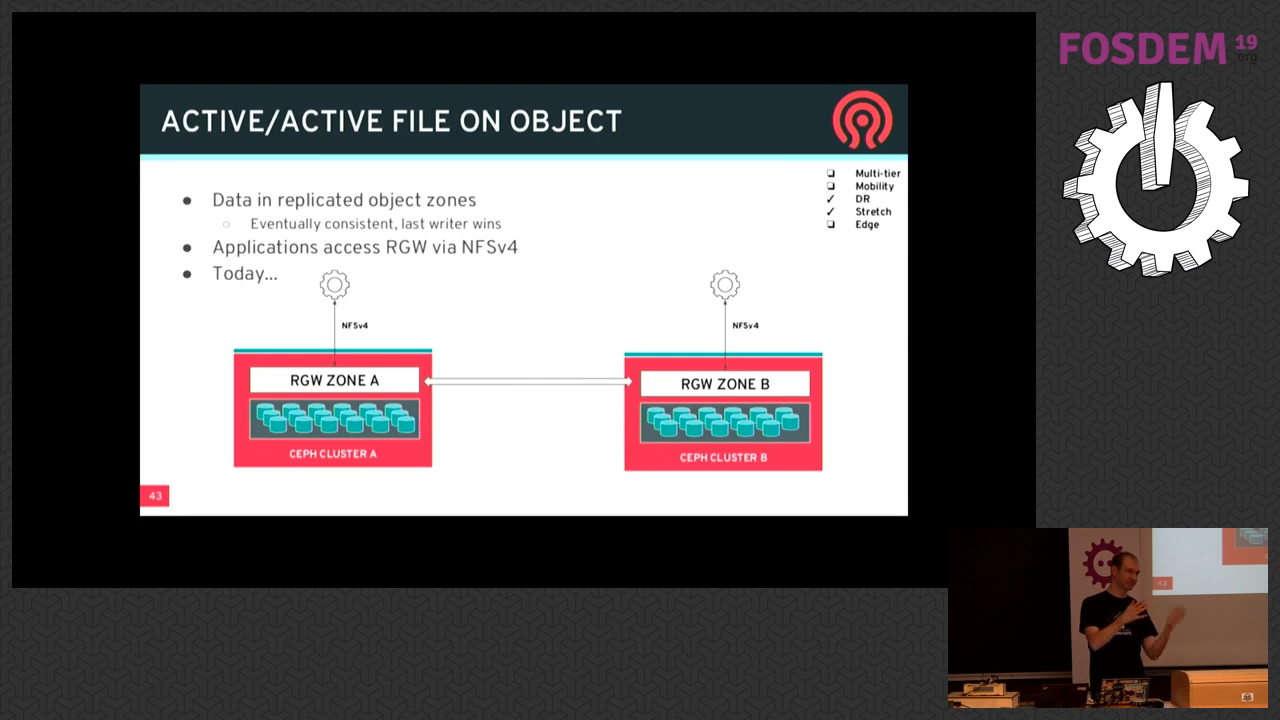 FOSDEM 19
.org
ACTIVE/ACTIVE FILE ON OBJECT
Multi-tier
Mobility
DR
Stretch
Edge
Data in replicated object zones
Eventually consistent, last writer wins
Applications access RGW via NFSv4
Today...
NFSv4
NFSv4
RGW ZONE A
RGW ZONE B
CEPH CLUSTER A
CEPH CLUSTER B
43
43